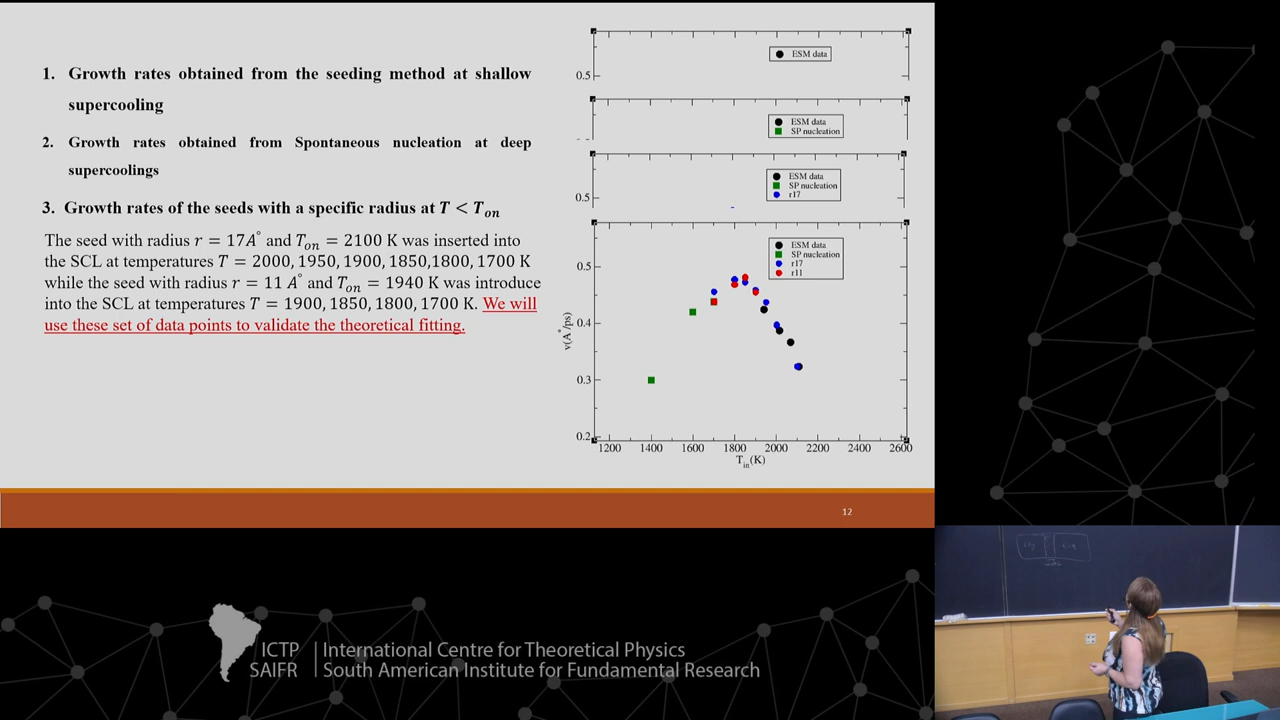 1. Growth rates obtained from the seeding method at shallow
supercooling
2. Growth rates obtained from Spontaneous nucleation at deep
supercoolings
3. Growth rates of the seeds with a specific radius at T < Tₒₙ
The seed with radius r = 17A° and Tₒₙ = 2100 K was inserted into
the SCL at temperatures T = 2000, 1950, 1900, 1850,1800, 1700 K
while the seed with radius r = 11 A° and Tₒₙ = 1940 K was introduce
into the SCL at temperatures T = 1900, 1850, 1800, 1700 K. We will
use these set of data points to validate the theoretical fitting.
ESM data
0.5
ESM data
SP nucleation
ESM data
SP nucleation
r17
0.5
ESM data
SP nucleation
r17
r11
0.5
0.4
0.3
0.2
v(A°/ps)
1200 1400 1600 1800 2000 2200 2400 2600
Tᵢₙ(K)
12
ICTP
SAIFR
International Centre for Theoretical Physics
South American Institute for Fundamental Research